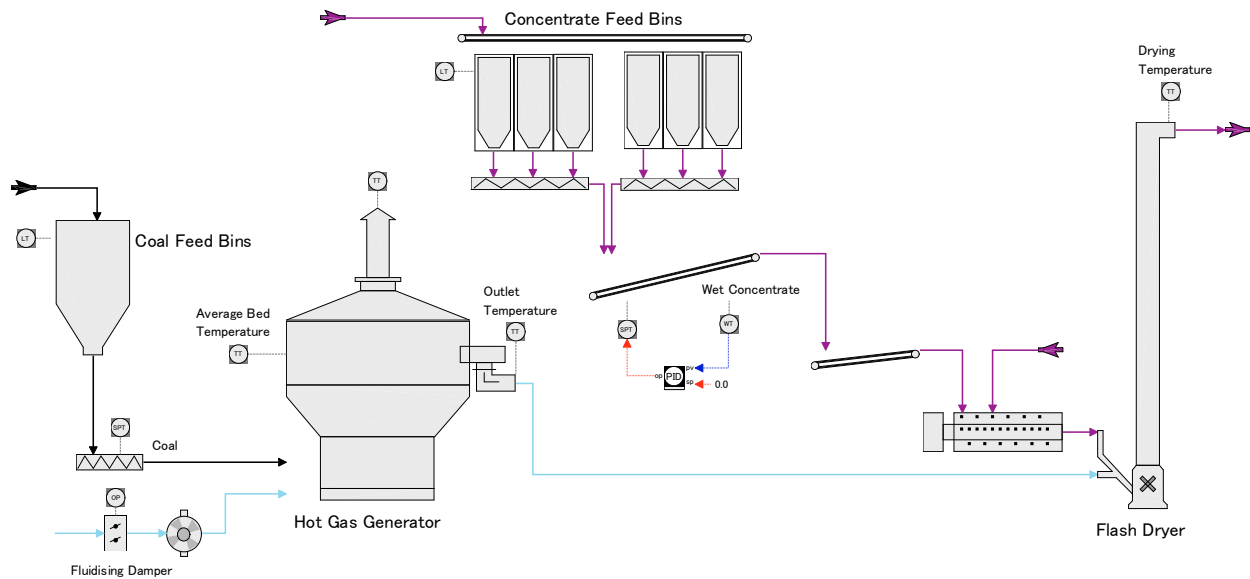 Concentrate Feed Bins
LT
Drying
Temperature
TT
TT
LT
Coal Feed Bins
Average Bed
Temperature
TT
Outlet
Temperature
TT
Wet Concentrate
SPT
WT
op
PID
pv
sp
0.0
SPT
Coal
OP
Fluidising Damper
Hot Gas Generator
Flash Dryer